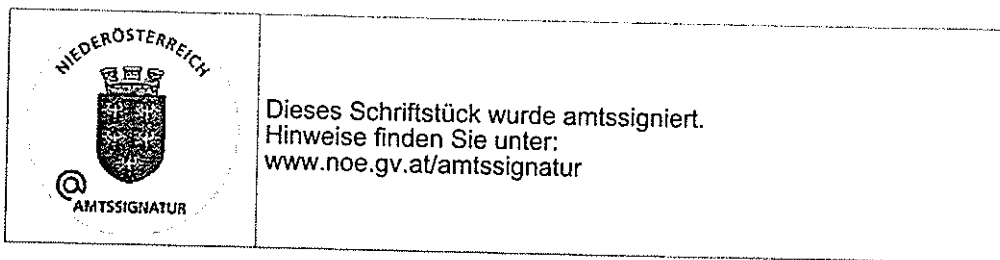 NIEDERÖSTERREICH
@
AMTSSIGNATUR
Dieses Schriftstück wurde amtssigniert.
Hinweise finden Sie unter:
www.noe.gv.at/amtssignatur